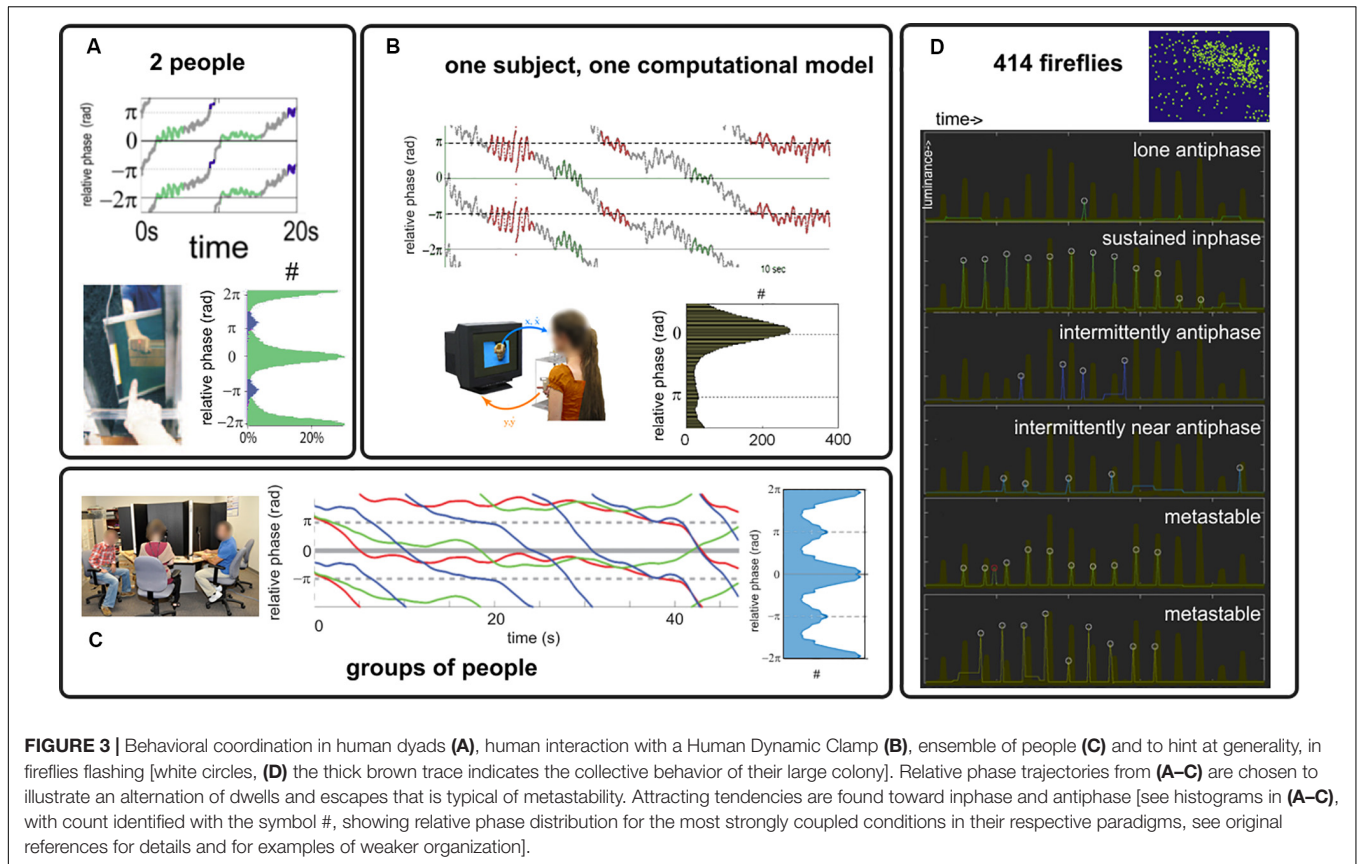 A
2 people
relative phase (rad)
π
0
−π
−2π
0s
20s
time
#
relative phase (rad)
2π
π
0
−π
−2π
0%
20%
B
one subject, one computational model
relative phase (rad)
π
0
−π
−2π
10 sec
#
x,ẋ
y,ẏ
relative phase (rad)
0
π
0
200
400
C
relative phase (rad)
π
0
−π
0
20
40
time (s)
groups of people
relative phase (rad)
2π
π
0
−π
−2π
#
D
414 fireflies
time->
luminance->
lone antiphase
sustained inphase
intermittently antiphase
intermittently near antiphase
metastable
metastable
FIGURE 3 | Behavioral coordination in human dyads (A), human interaction with a Human Dynamic Clamp (B), ensemble of people (C) and to hint at generality, in
fireflies flashing [white circles, (D) the thick brown trace indicates the collective behavior of their large colony]. Relative phase trajectories from (A–C) are chosen to
illustrate an alternation of dwells and escapes that is typical of metastability. Attracting tendencies are found toward inphase and antiphase [see histograms in (A–C),
with count identified with the symbol #, showing relative phase distribution for the most strongly coupled conditions in their respective paradigms, see original
references for details and for examples of weaker organization].